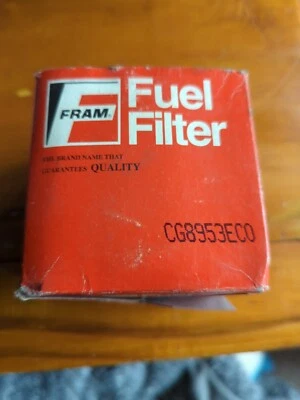 FRAM
Fuel
Filter
THE BRAND NAME THAT
GUARANTEES QUALITY
CG8953ECO